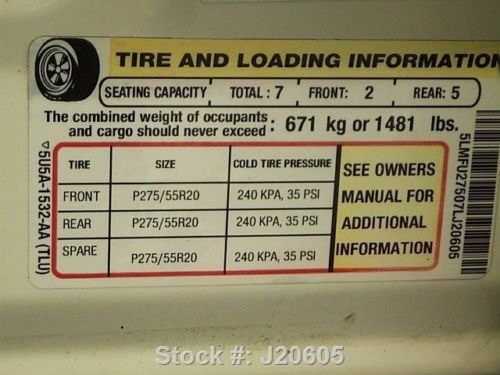 TIRE AND LOADING INFORMATION
SEATING CAPACITY TOTAL : 7 FRONT: 2 REAR: 5
The combined weight of occupants
and cargo should never exceed : 671 kg or 1481 lbs.
TIRE SIZE COLD TIRE PRESSURE
FRONT P275/55R20 240 KPA, 35 PSI
REAR P275/55R20 240 KPA, 35 PSI
SPARE P275/55R20 240 KPA, 35 PSI
SEE OWNERS
MANUAL FOR
ADDITIONAL
INFORMATION
5U5A-1532-AA (TLU)
5LMFU27507LJ20605
Stock #: J20605